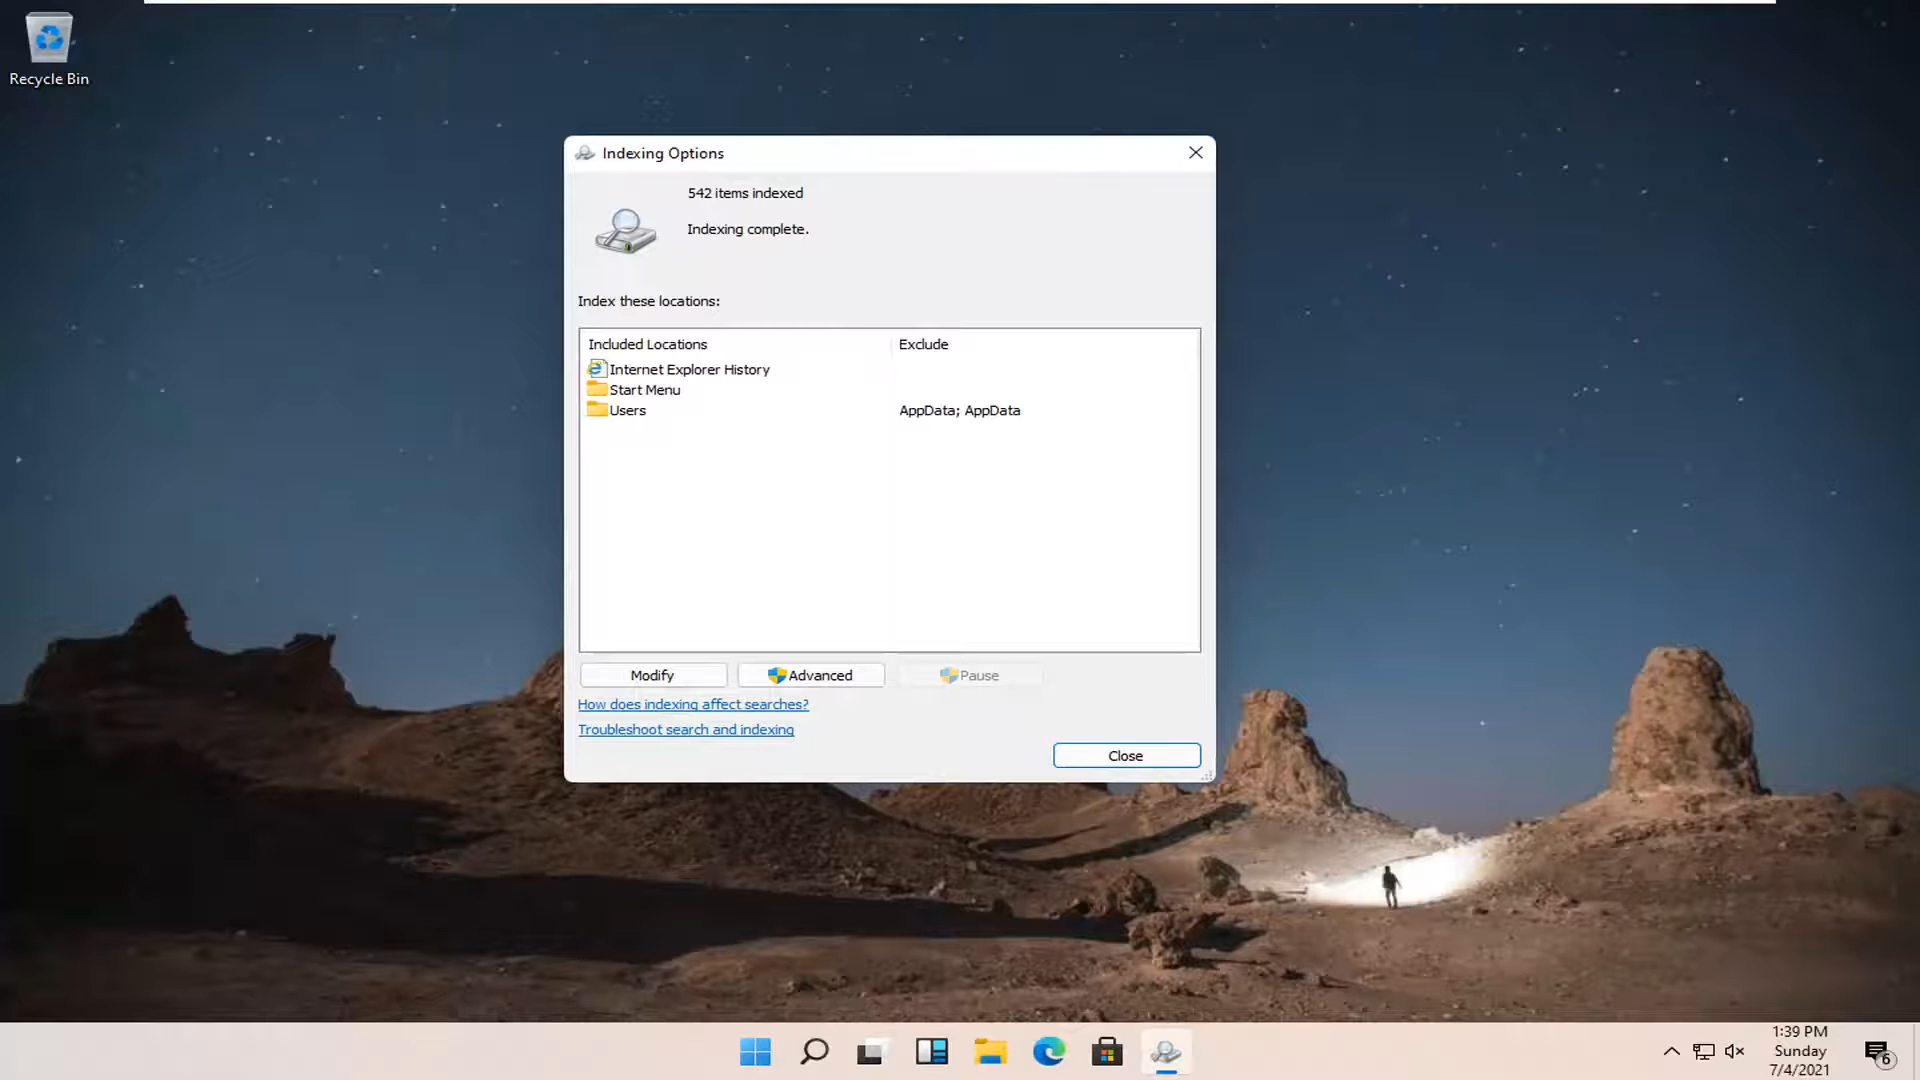 Recycle Bin
Indexing Options
542 items indexed
Indexing complete.
Index these locations:
Included Locations Exclude
Internet Explorer History
Start Menu
Users AppData; AppData
Modify Advanced Pause
How does indexing affect searches?
Troubleshoot search and indexing
Close
1:39 PM
Sunday
7/4/2021
6